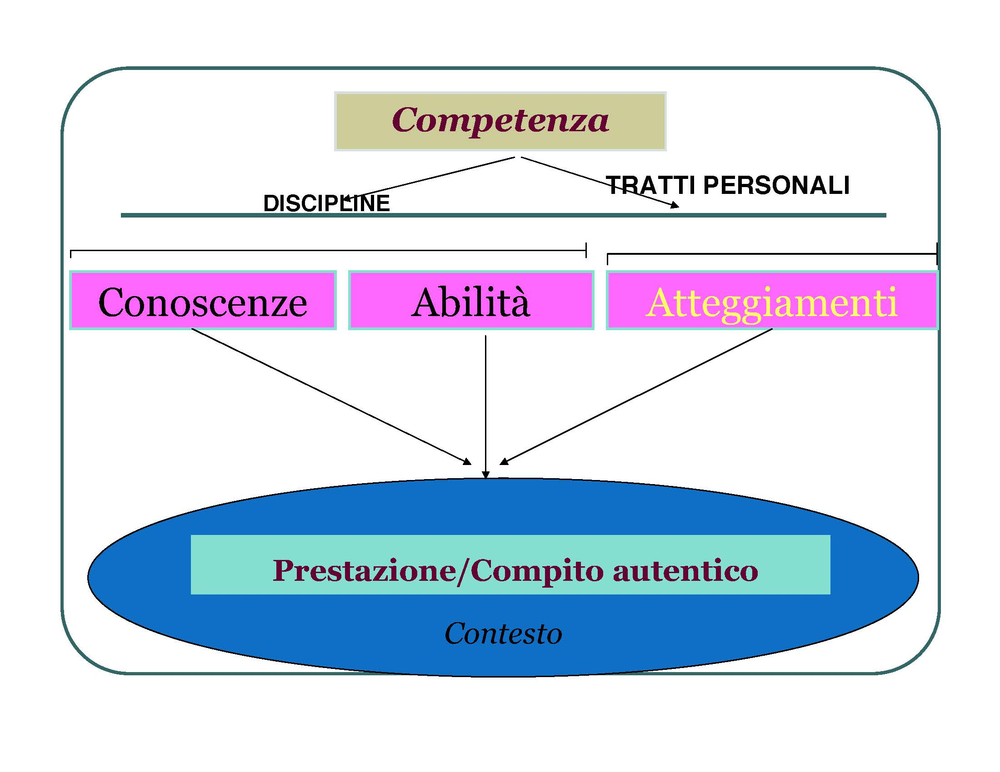 Competenza
TRATTI PERSONALI
DISCIPLINE
Conoscenze
Abilità
Atteggiamenti
Prestazione/Compito autentico
Contesto